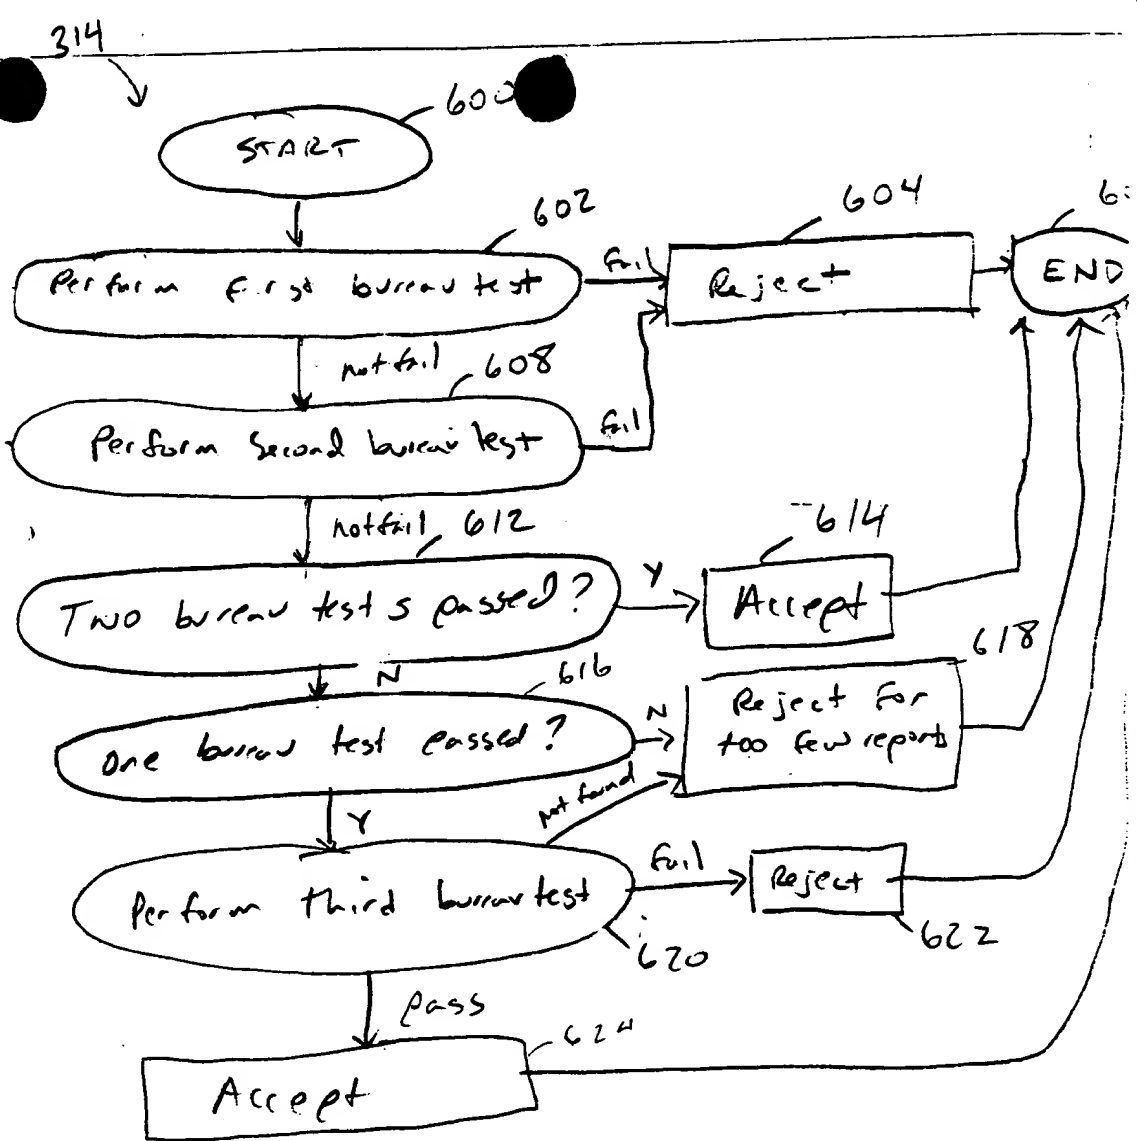 314
600
START
602
604
Perform first bureau test
fail
Reject
END
not fail
608
Perform second bureau test
fail
not fail
612
614
Two bureau tests passed?
Y
Accept
N
616
618
One bureau test passed?
N
Reject for
too few reports
Y
not found
Perform third bureau test
fail
Reject
620
622
pass
624
Accept